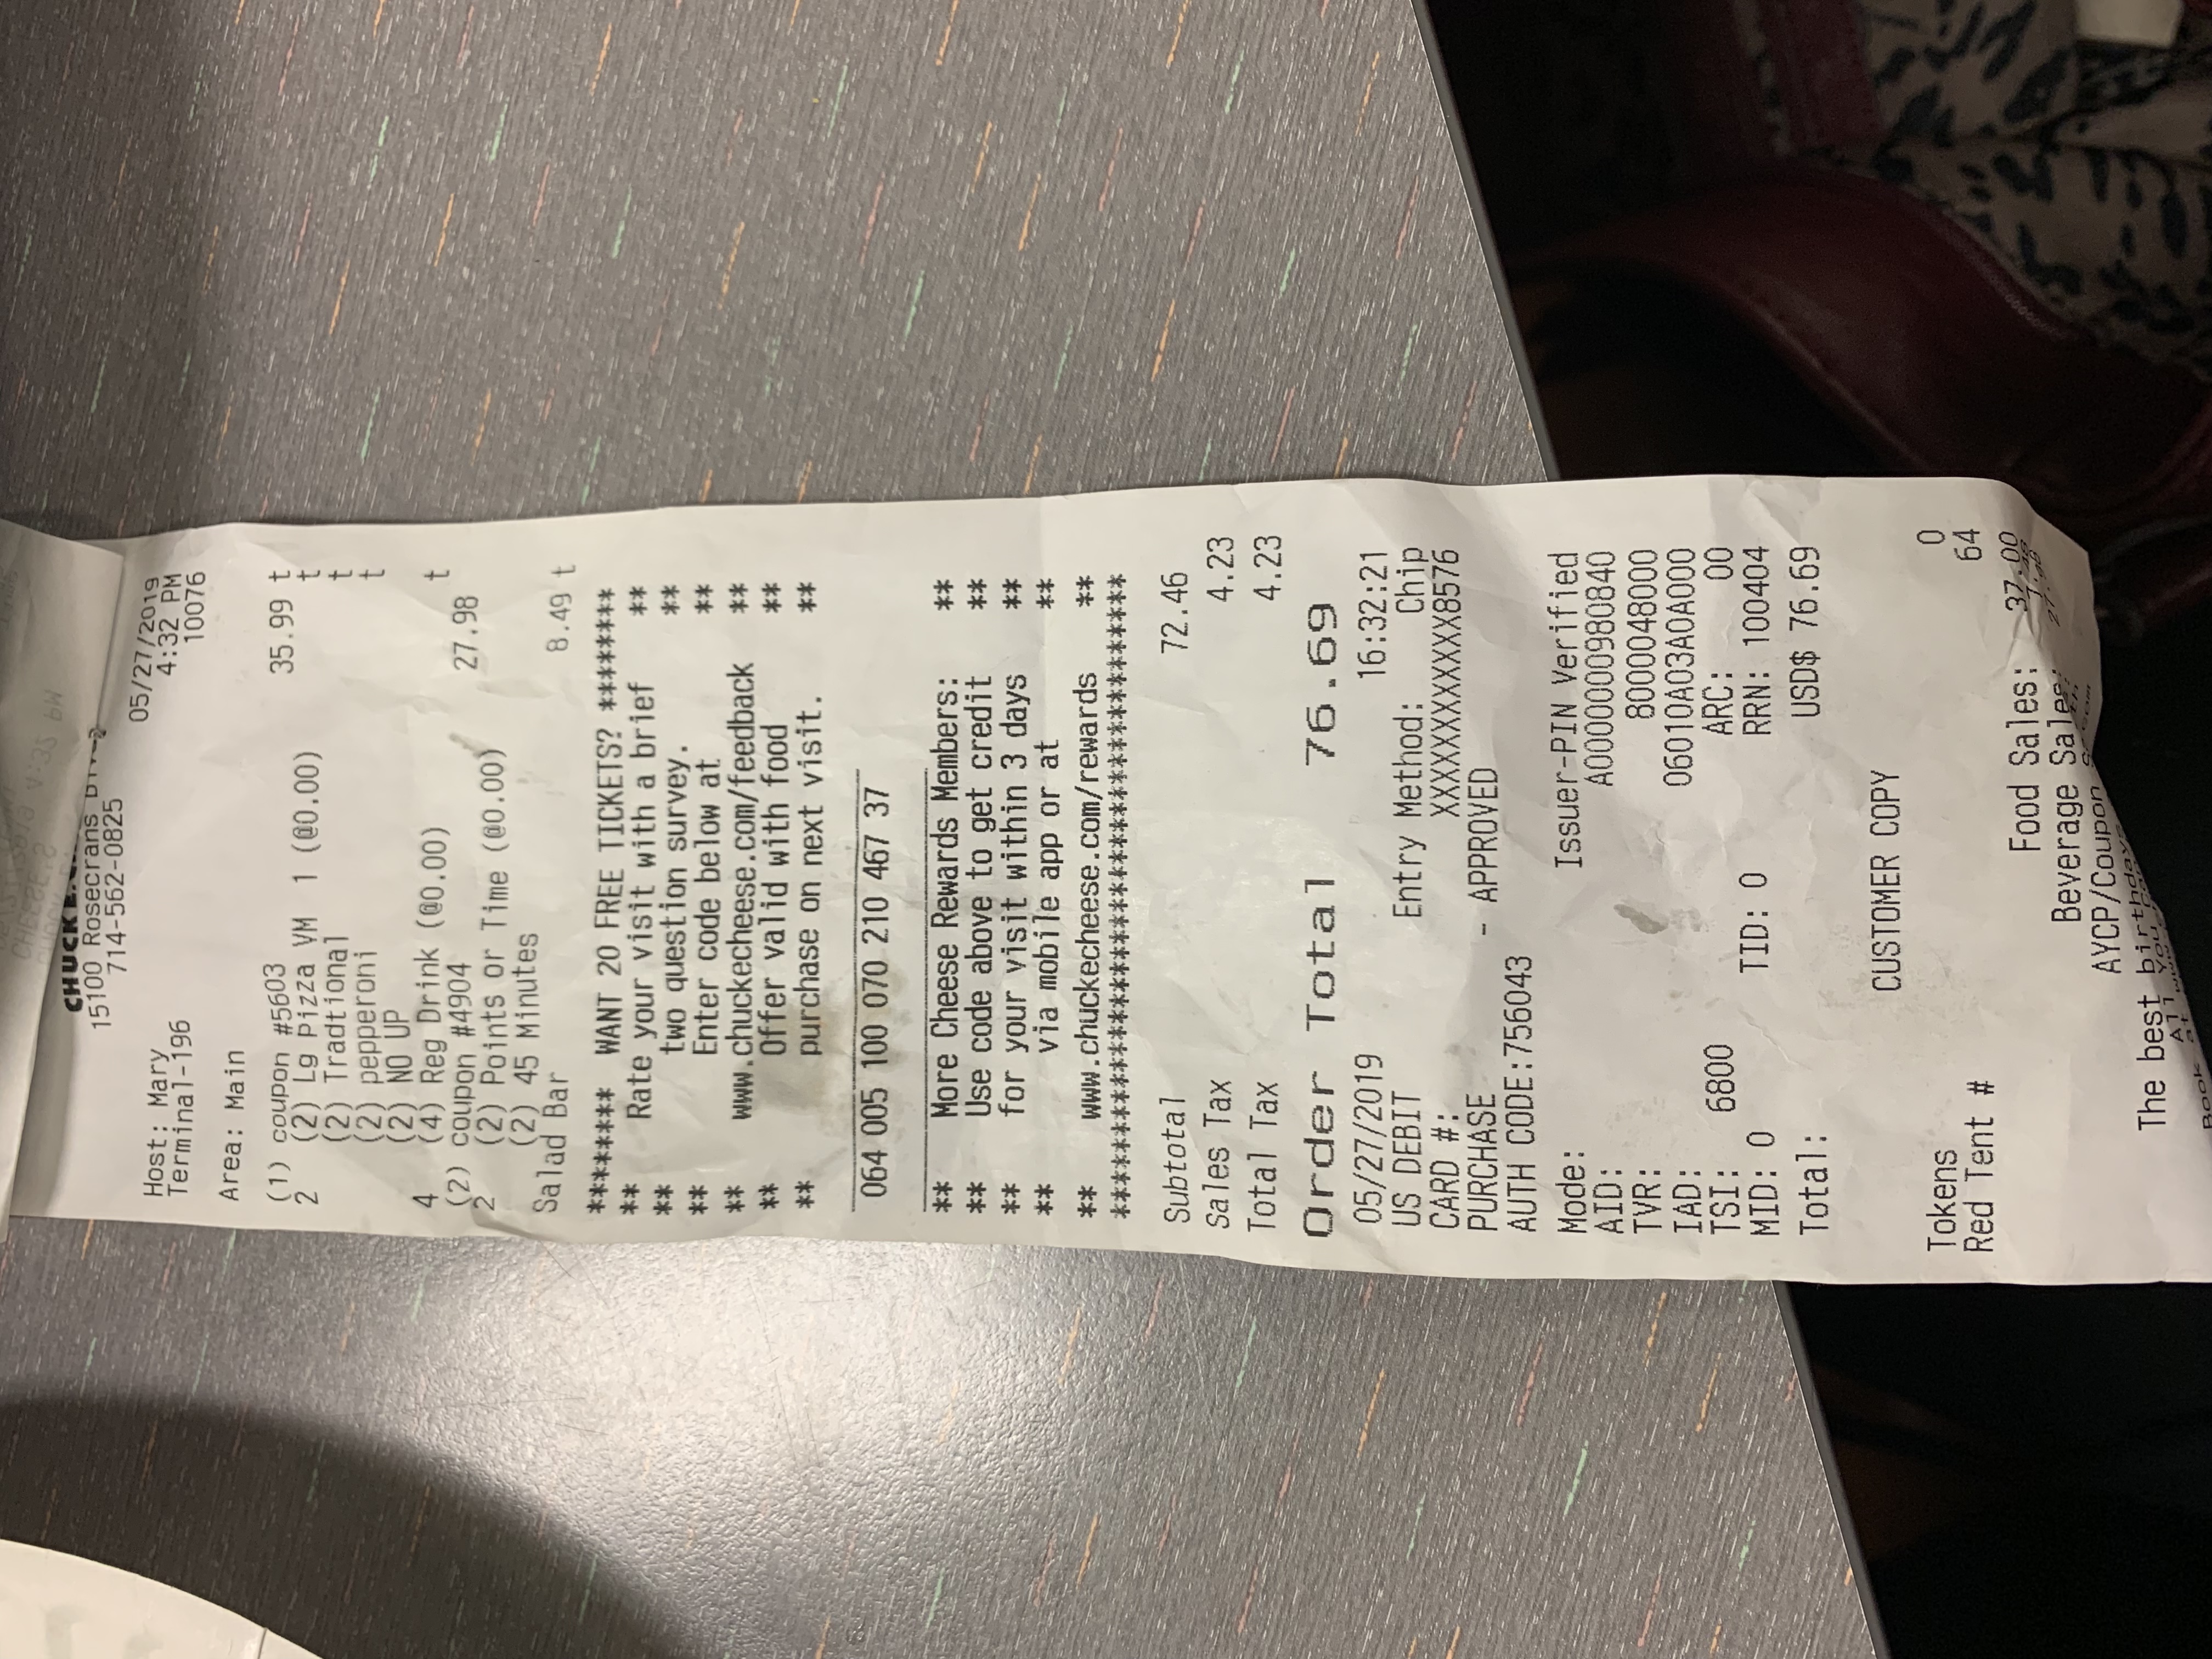 CHUCK E.
15100 Rosecrans
714-562-0825
05/27/2019
Host: Mary 4:32 PM
Terminal-196 10076
Area: Main
(1) coupon #5603 35.99 t
2 (2) Lg Pizza VM 1 (@0.00) t
(2) Tradtional t
(2) pepperoni t
(2) NO UP
4 (4) Reg Drink (@0.00) t
(2) coupon #4904 27.98
2 (2) Points or Time (@0.00)
(2) 45 Minutes
Salad Bar 8.49 t
******** WANT 20 FREE TICKETS? ********
** Rate your visit with a brief **
** two question survey. **
** Enter code below at **
** www.chuckecheese.com/feedback **
** Offer valid with food **
** purchase on next visit. **
064 005 100 070 210 467 37
** More Cheese Rewards Members: **
** Use code above to get credit **
** for your visit within 3 days **
** via mobile app or at **
** www.chuckecheese.com/rewards **
***************************************
Subtotal 72.46
Sales Tax 4.23
Total Tax 4.23
Order Total 76.69
05/27/2019 16:32:21
US DEBIT Entry Method: Chip
CARD #: XXXXXXXXXXXX8576
PURCHASE - APPROVED
AUTH CODE:756043
Mode: Issuer-PIN Verified
AID: A0000000980840
TVR: 8000048000
IAD: 06010A03A0A000
TSI: 6800 ARC: 00
MID: 0 TID: 0 RRN: 100404
Total: USD$ 76.69
CUSTOMER COPY
Tokens 0
Red Tent # 64
Food Sales: 37.00
Beverage Sales:
AYCP/Coupon
The best birthdays